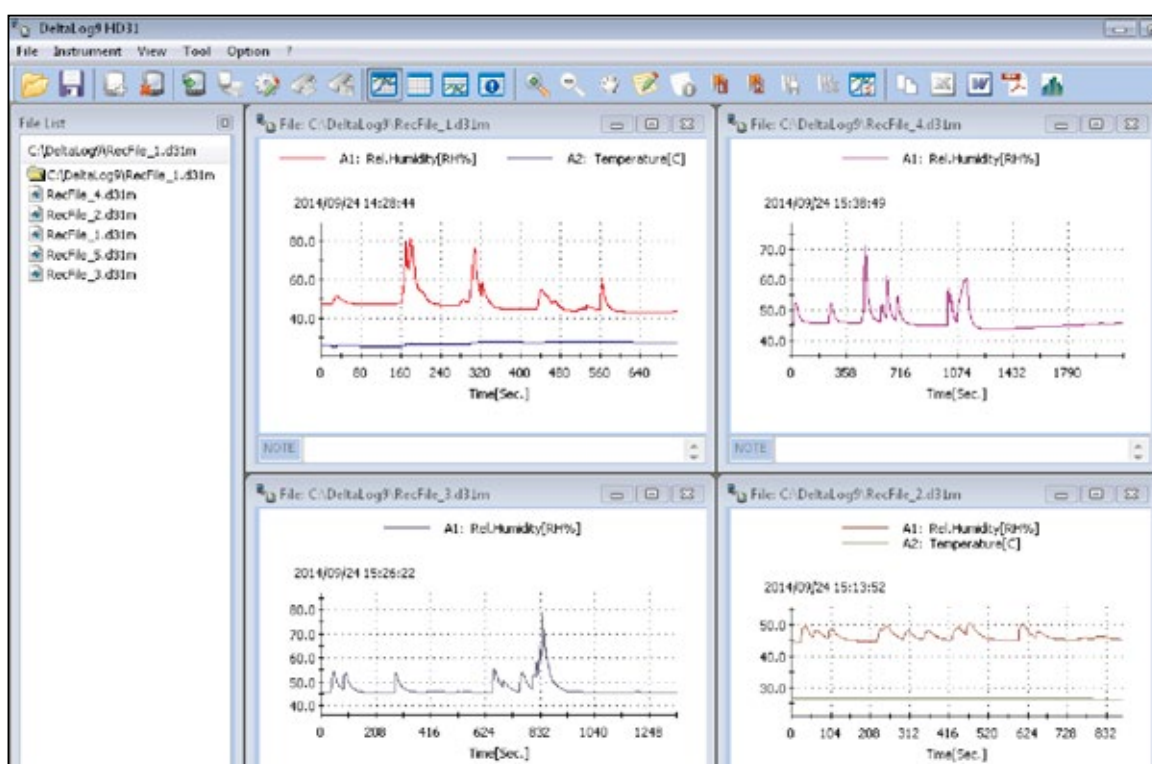 DeltaLog9 HD31
File Instrument View Tool Option ?
File List
C:\DeltaLog9\RecFile_1.d31m
C:\DeltaLog9\RecFile_1.d31m
RecFile_4.d31m
RecFile_2.d31m
RecFile_1.d31m
RecFile_5.d31m
RecFile_3.d31m
File: C:\DeltaLog9\RecFile_1.d31m
A1: Rel.Humidity[RH%] A2: Temperature[C]
2014/09/24 14:28:44
80.0
60.0
40.0
0 80 160 240 320 400 480 560 640
Time[Sec.]
NOTE
File: C:\DeltaLog9\RecFile_4.d31m
A1: Rel.Humidity[RH%]
2014/09/24 15:38:49
70.0
60.0
50.0
40.0
0 358 716 1074 1432 1790
Time[Sec.]
NOTE
File: C:\DeltaLog9\RecFile_3.d31m
A1: Rel.Humidity[RH%]
2014/09/24 15:26:22
80.0
70.0
60.0
50.0
40.0
0 208 416 624 832 1040 1248
Time[Sec.]
File: C:\DeltaLog9\RecFile_2.d31m
A1: Rel.Humidity[RH%]
A2: Temperature[C]
2014/09/24 15:13:52
50.0
40.0
30.0
0 104 208 312 416 520 624 728 832
Time[Sec.]